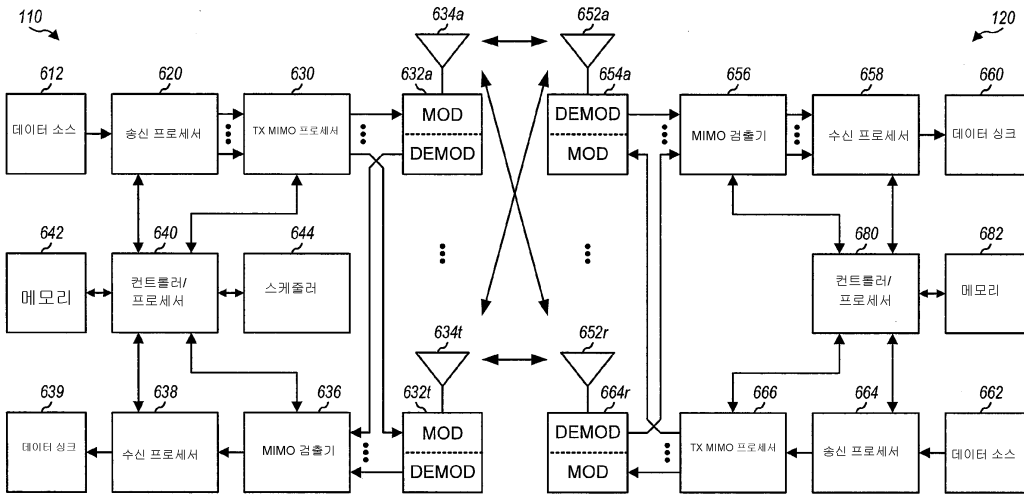 110
634a
652a
120
612
620
630
632a
654a
656
658
660
데이터 소스
송신 프로세서
TX MIMO 프로세서
MOD
DEMOD
DEMOD
MOD
MIMO 검출기
수신 프로세서
데이터 싱크
642
640
644
680
682
메모리
컨트롤러/
프로세서
스케줄러
컨트롤러/
프로세서
메모리
634t
652r
639
638
636
632t
664r
666
664
662
데이터 싱크
수신 프로세서
MIMO 검출기
MOD
DEMOD
DEMOD
MOD
TX MIMO 프로세서
송신 프로세서
데이터 소스